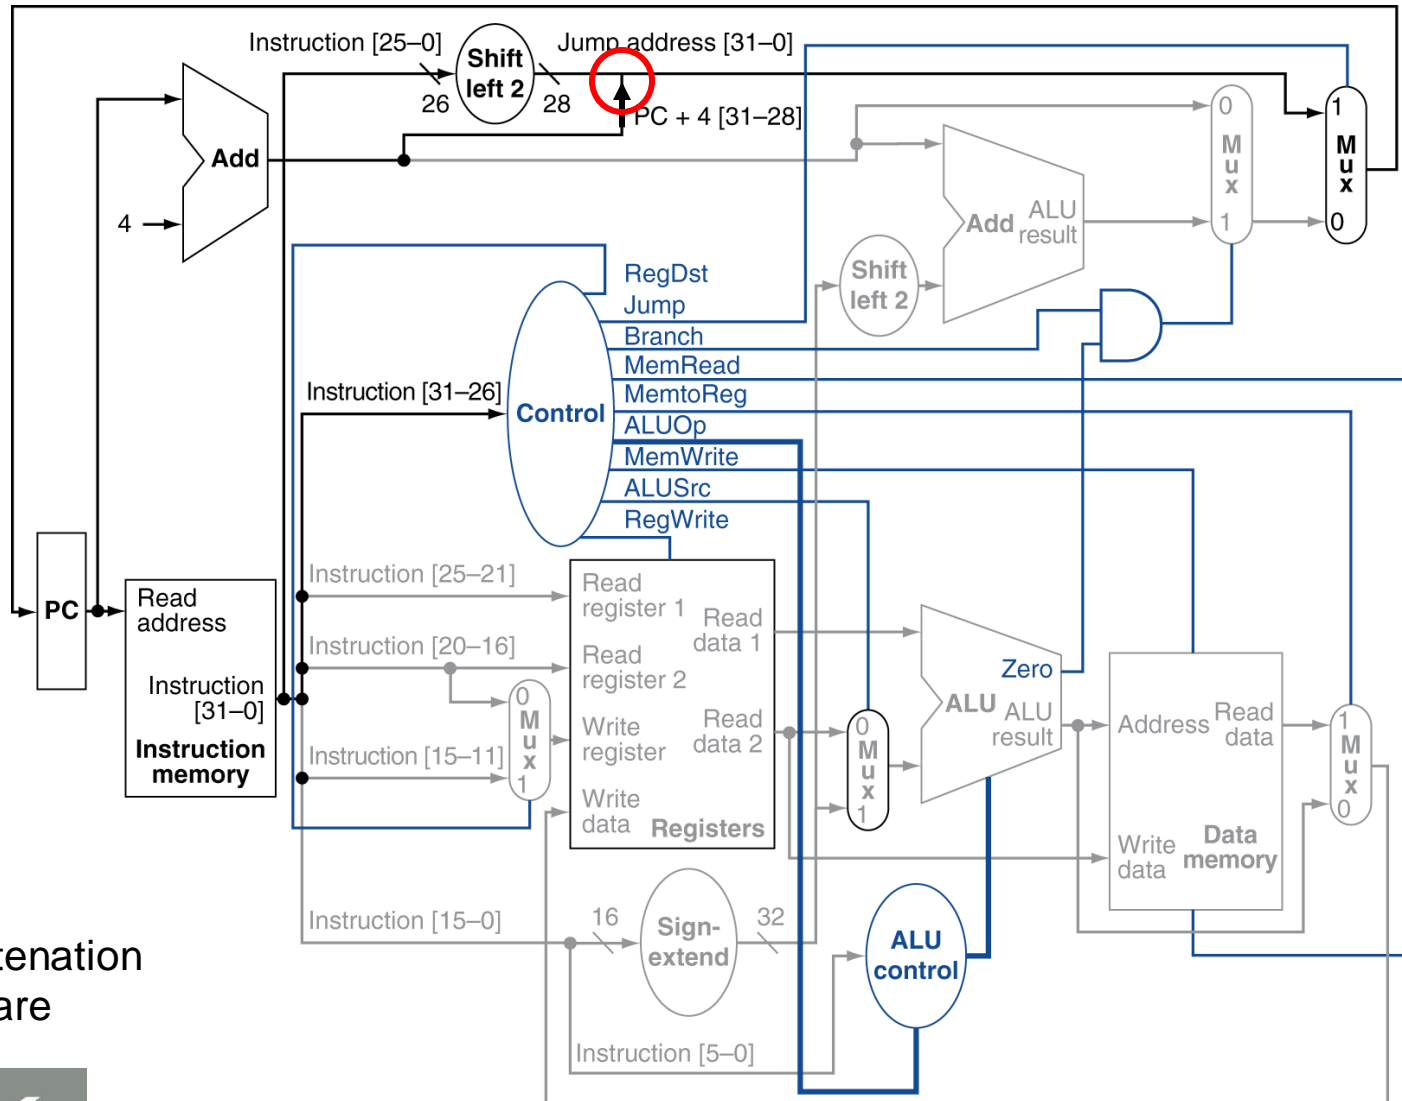 Instruction [25–0]
Shift
left 2
Jump address [31–0]
26
28
PC + 4 [31–28]
Add
4
0
M
u
x
1
1
M
u
x
0
Add
ALU
result
Shift
left 2
RegDst
Jump
Branch
MemRead
MemtoReg
ALUOp
MemWrite
ALUSrc
RegWrite
Instruction [31–26]
Control
PC
Read
address
Instruction
[31–0]
Instruction
memory
Instruction [25–21]
Instruction [20–16]
Instruction [15–11]
0
M
u
x
1
Read
register 1
Read
register 2
Write
register
Write
data
Read
data 1
Read
data 2
Registers
0
M
u
x
1
Zero
ALU
ALU
result
Address
Read
data
Write
data
Data
memory
1
M
u
x
0
Instruction [15–0]
16
Sign-
extend
32
ALU
control
Instruction [5–0]
tenation
are